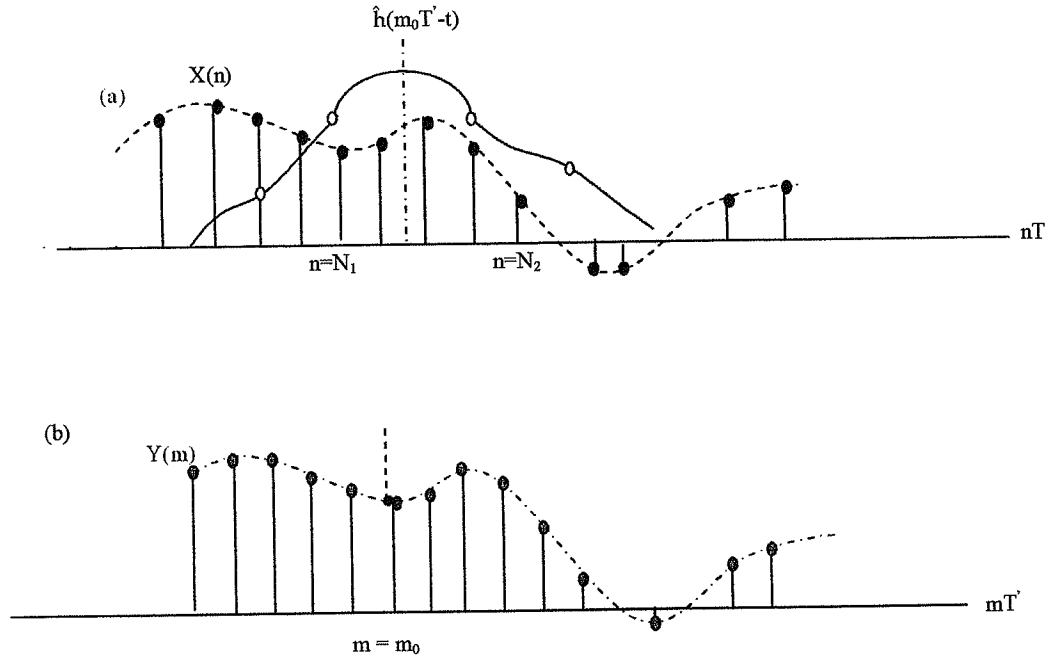 ĥ(m₀T'-t)
X(n)
(a)
nT
n=N₁
n=N₂
(b)
Y(m)
mT'
m = m₀